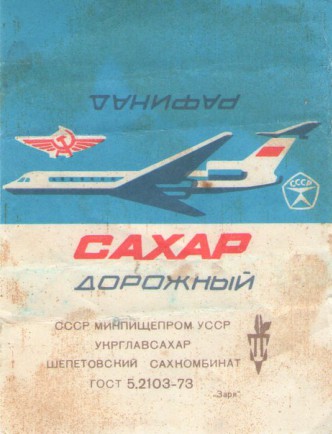 РАФИНАД
СССР
САХАР
ДОРОЖНЫЙ
СССР МИНПИЩЕПРОМ УССР
УКРГЛАВСАХАР
ШЕПЕТОВСКИЙ САХКОМБИНАТ
ГОСТ 5.2103-73
„Заря"